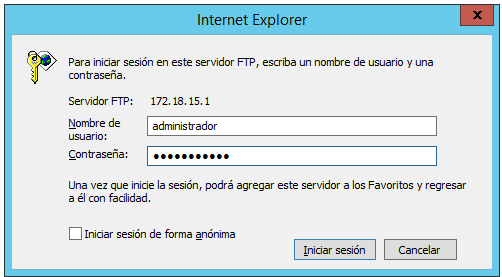 Internet Explorer
x
Para iniciar sesión en este servidor FTP, escriba un nombre de usuario y una
contraseña.
Servidor FTP: 172.18.15.1
Nombre de
usuario:
administrador
Contraseña: ●●●●●●●●●●●
Una vez que inicie la sesión, podrá agregar este servidor a los Favoritos y regresar
a él con facilidad.
Iniciar sesión de forma anónima
Iniciar sesión Cancelar